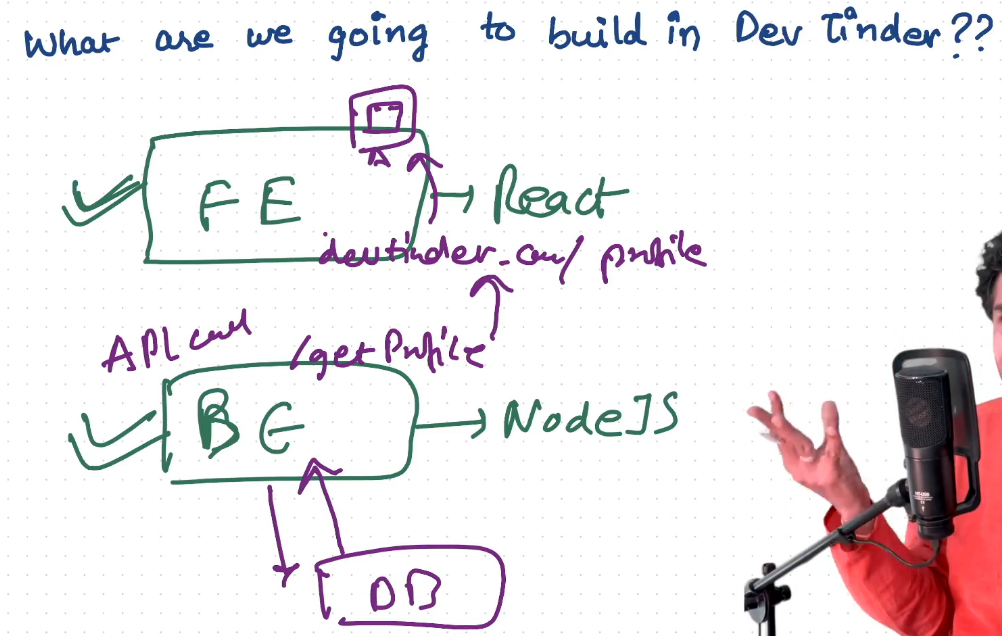 What are we going to build in Dev Tinder??
FE → React
devtinder.com/profile
API call /getProfile
BE → NodeJS
DB